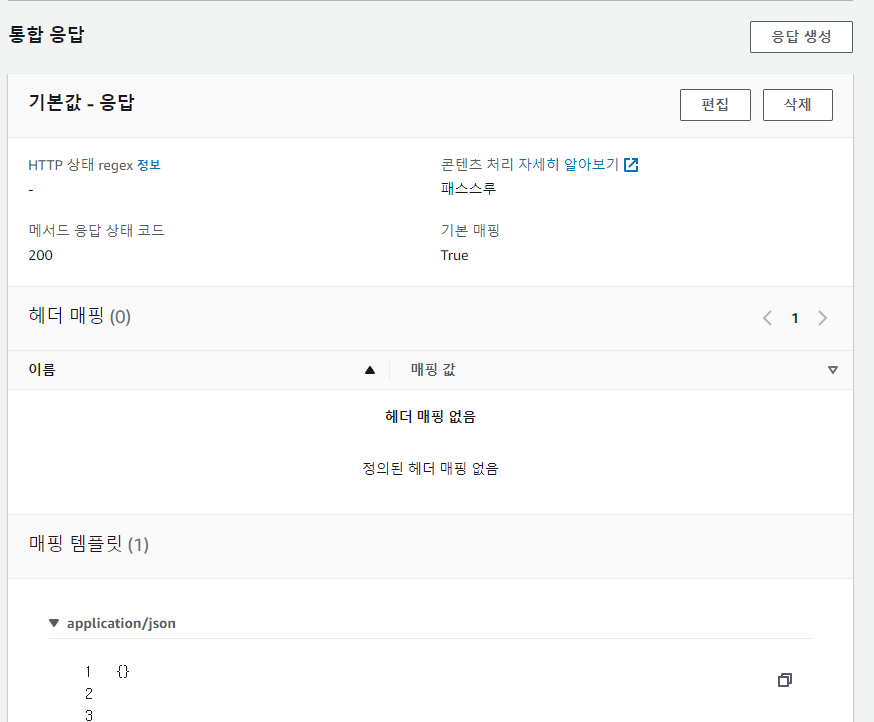 통합 응답
응답 생성
기본값 - 응답
편집
삭제
HTTP 상태 regex 정보
-
콘텐츠 처리 자세히 알아보기
패스스루
메서드 응답 상태 코드
200
기본 매핑
True
헤더 매핑 (0)
1
이름
매핑 값
헤더 매핑 없음
정의된 헤더 매핑 없음
매핑 템플릿 (1)
application/json
1 {}
2
3